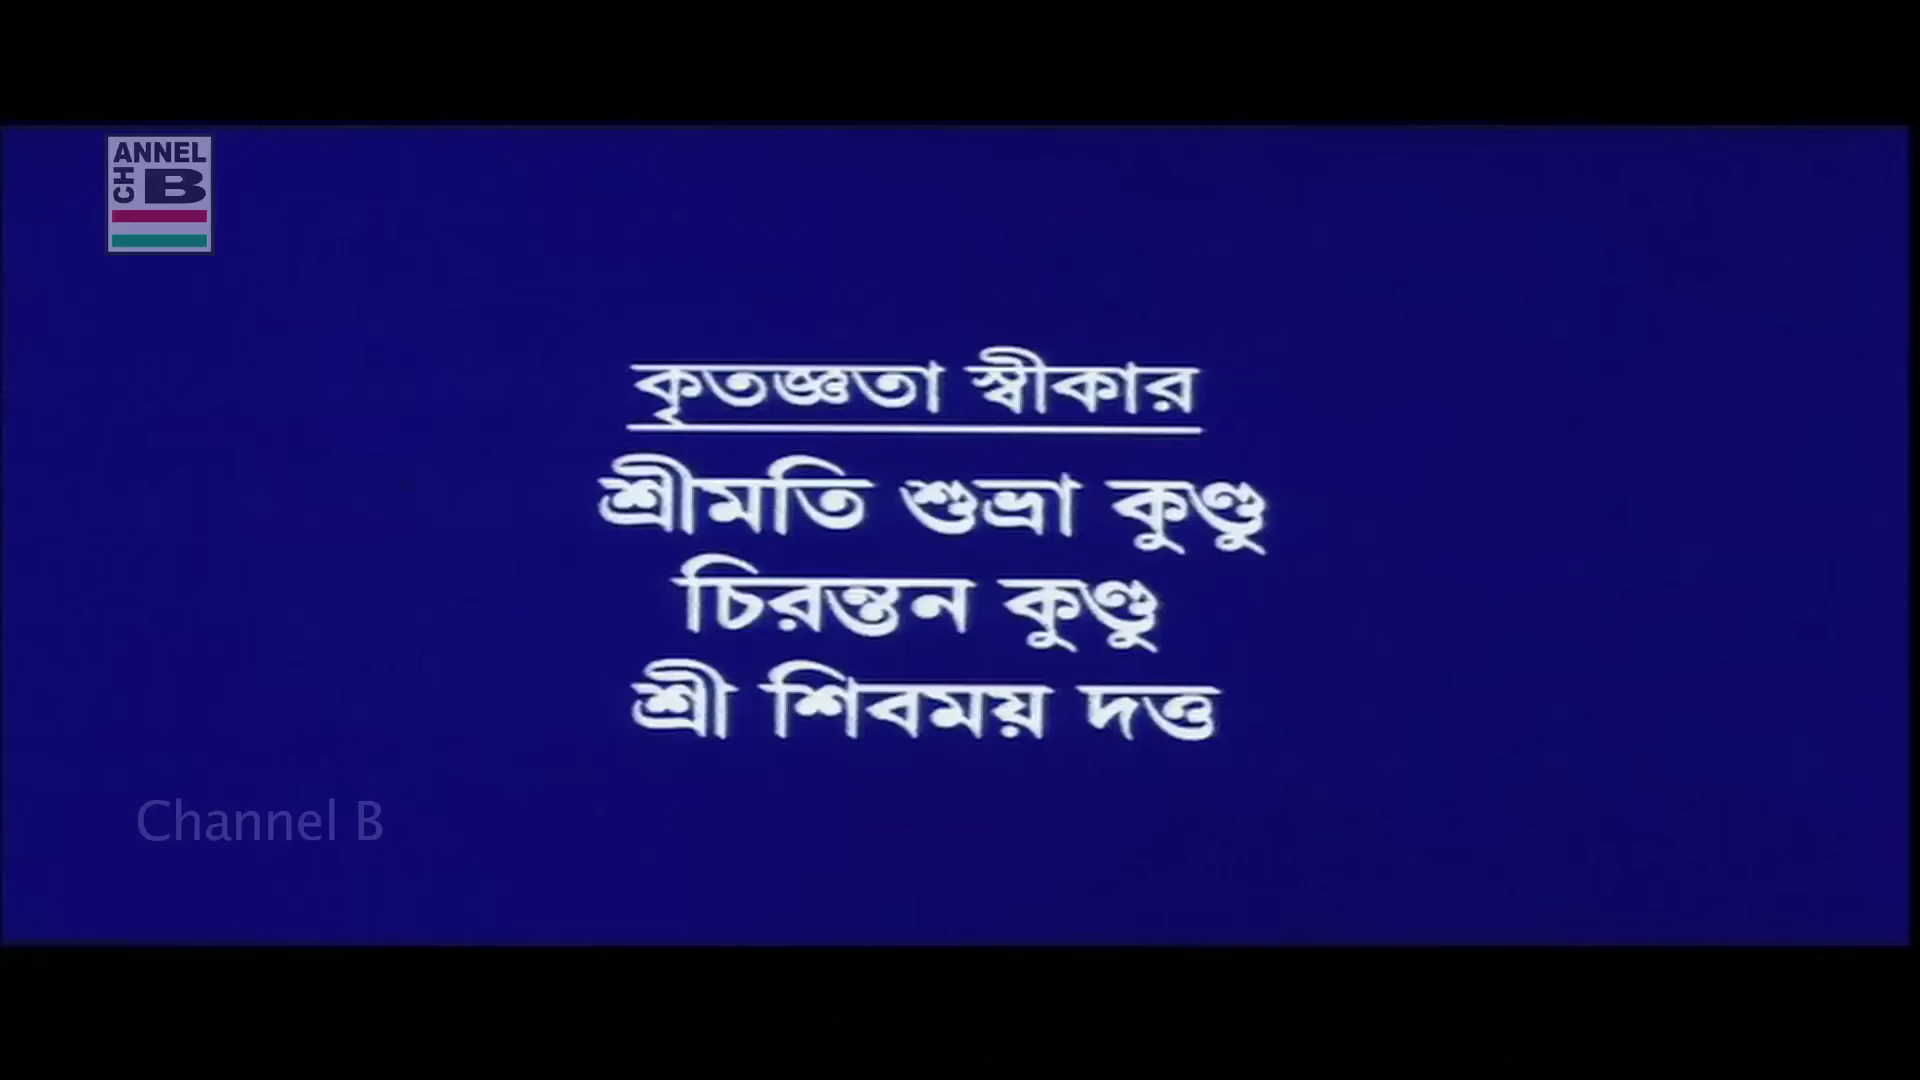 ANNEL
CH B
কৃতজ্ঞতা স্বীকার
শ্রীমতি শুভ্রা কুণ্ডু
চিরন্তন কুণ্ডু
শ্রী শিবময় দত্ত
Channel B